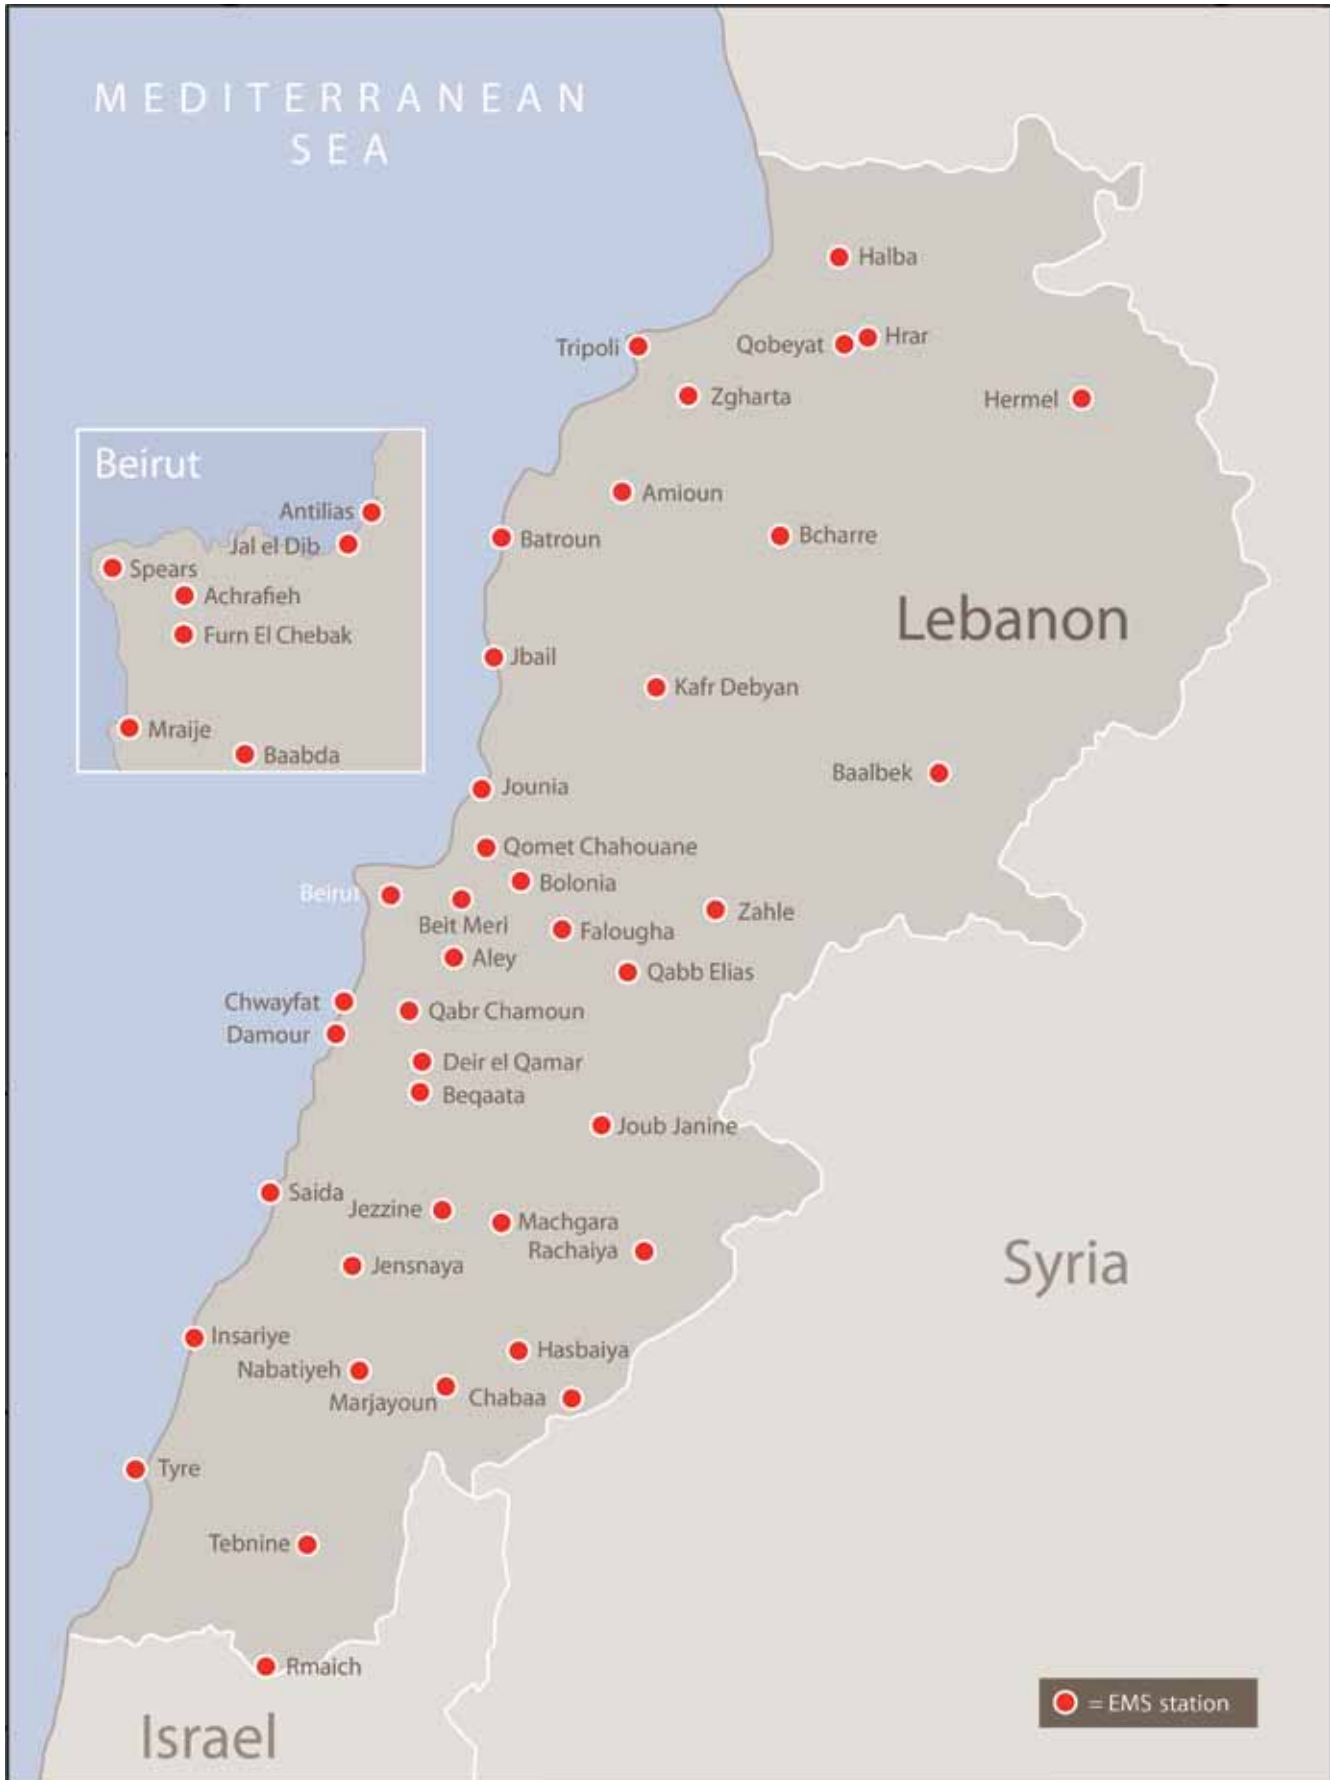 MEDITERRANEAN
SEA
Halba
Hrar
Qobeyat
Tripoli
Zgharta
Hermel
Beirut
Antilias
Jal el Dib
Spears
Achrafieh
Furn El Chebak
Mraije
Baabda
Amioun
Batroun
Bcharre
Lebanon
Jbail
Kafr Debyan
Baalbek
Jounia
Qomet Chahouane
Bolonia
Beirut
Beit Meri
Zahle
Falougha
Aley
Qabb Elias
Chwayfat
Qabr Chamoun
Damour
Deir el Qamar
Beqaata
Joub Janine
Saida
Jezzine
Machgara
Rachaiya
Jensnaya
Syria
Insariye
Hasbaiya
Nabatiyeh
Marjayoun
Chabaa
Tyre
Tebnine
Rmaich
Israel
= EMS station